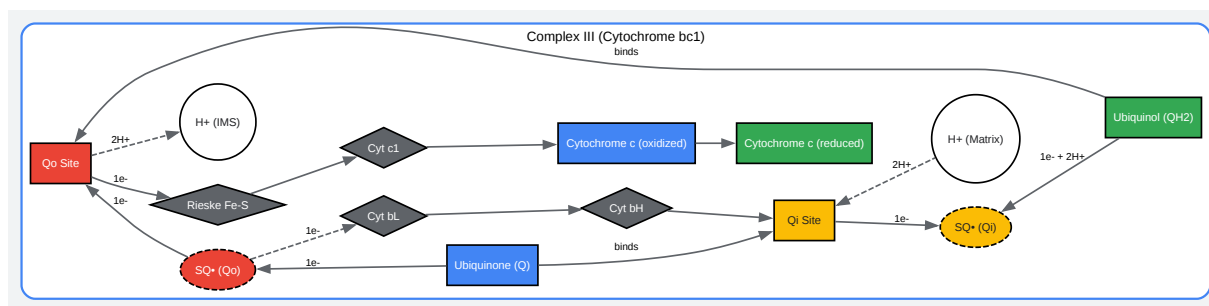 Complex III (Cytochrome bc1)
binds
H+ (IMS)
H+ (Matrix)
Ubiquinol (QH2)
2H+
Qo Site
Cyt c1
Cytochrome c (oxidized)
Cytochrome c (reduced)
2H+
1e- + 2H+
1e-
1e-
Rieske Fe-S
Cyt bL
Cyt bH
Qi Site
1e-
SQ• (Qi)
1e-
binds
SQ• (Qo)
1e-
Ubiquinone (Q)